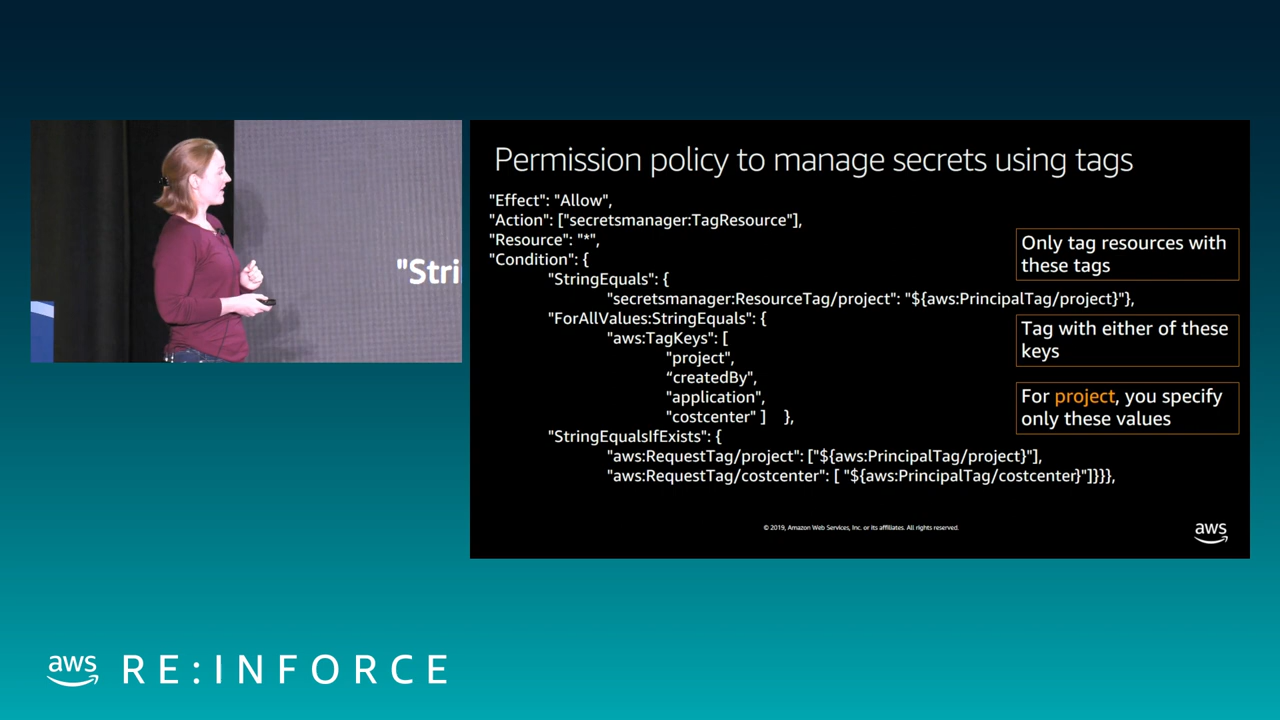 "Stri
Permission policy to manage secrets using tags
"Effect": "Allow",
"Action": ["secretsmanager:TagResource"],
"Resource": "*",
"Condition": {
"StringEquals": {
"secretsmanager:ResourceTag/project": "${aws:PrincipalTag/project}"},
"ForAllValues:StringEquals": {
"aws:TagKeys": [
"project",
“createdBy",
"application",
"costcenter" ] },
"StringEqualsIfExists": {
"aws:RequestTag/project": ["${aws:PrincipalTag/project}"],
"aws:RequestTag/costcenter": [ "${aws:PrincipalTag/costcenter}"]}}},
Only tag resources with
these tags
Tag with either of these
keys
For project, you specify
only these values
© 2019, Amazon Web Services, Inc. or its affiliates. All rights reserved.
aws
aws RE:INFORCE